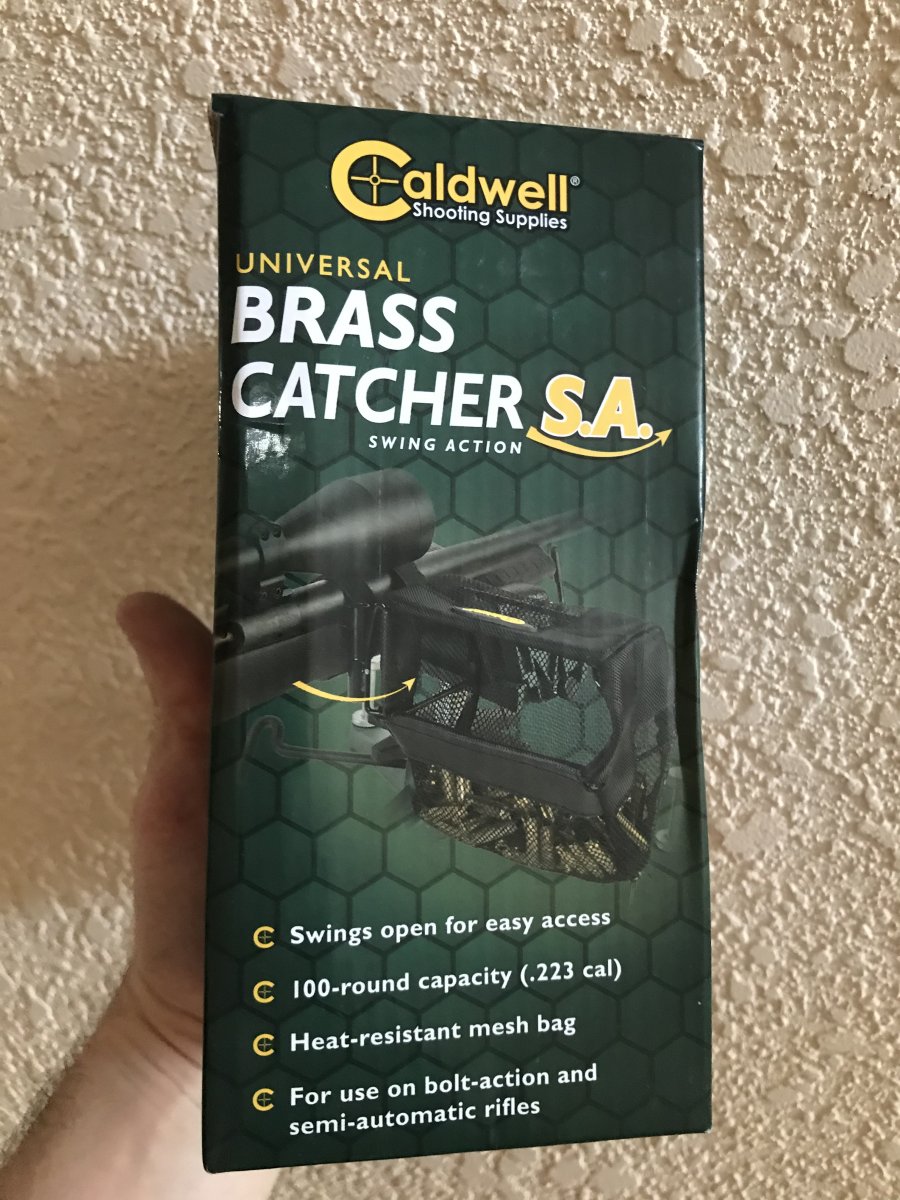 Caldwell®
Shooting Supplies
UNIVERSAL
BRASS
CATCHER S.A.
SWING ACTION
Swings open for easy access
100-round capacity (.223 cal)
Heat-resistant mesh bag
For use on bolt-action and
semi-automatic rifles